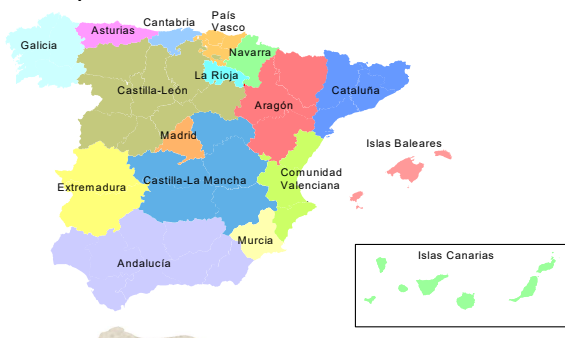 País
Vasco
Cantabria
Asturias
Galicia
Navarra
La Rioja
Castilla-León
Cataluña
Aragón
Madrid
Islas Baleares
Comunidad
Valenciana
Castilla-La Mancha
Extremadura
Murcia
Andalucía
Islas Canarias